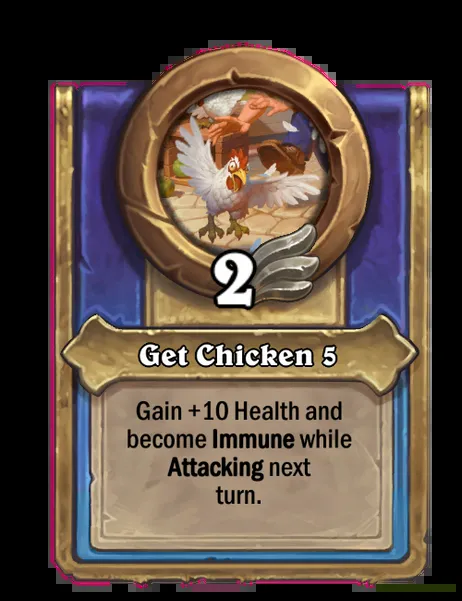 2
Get Chicken 5
Gain +10 Health and
become Immune while
Attacking next
turn.